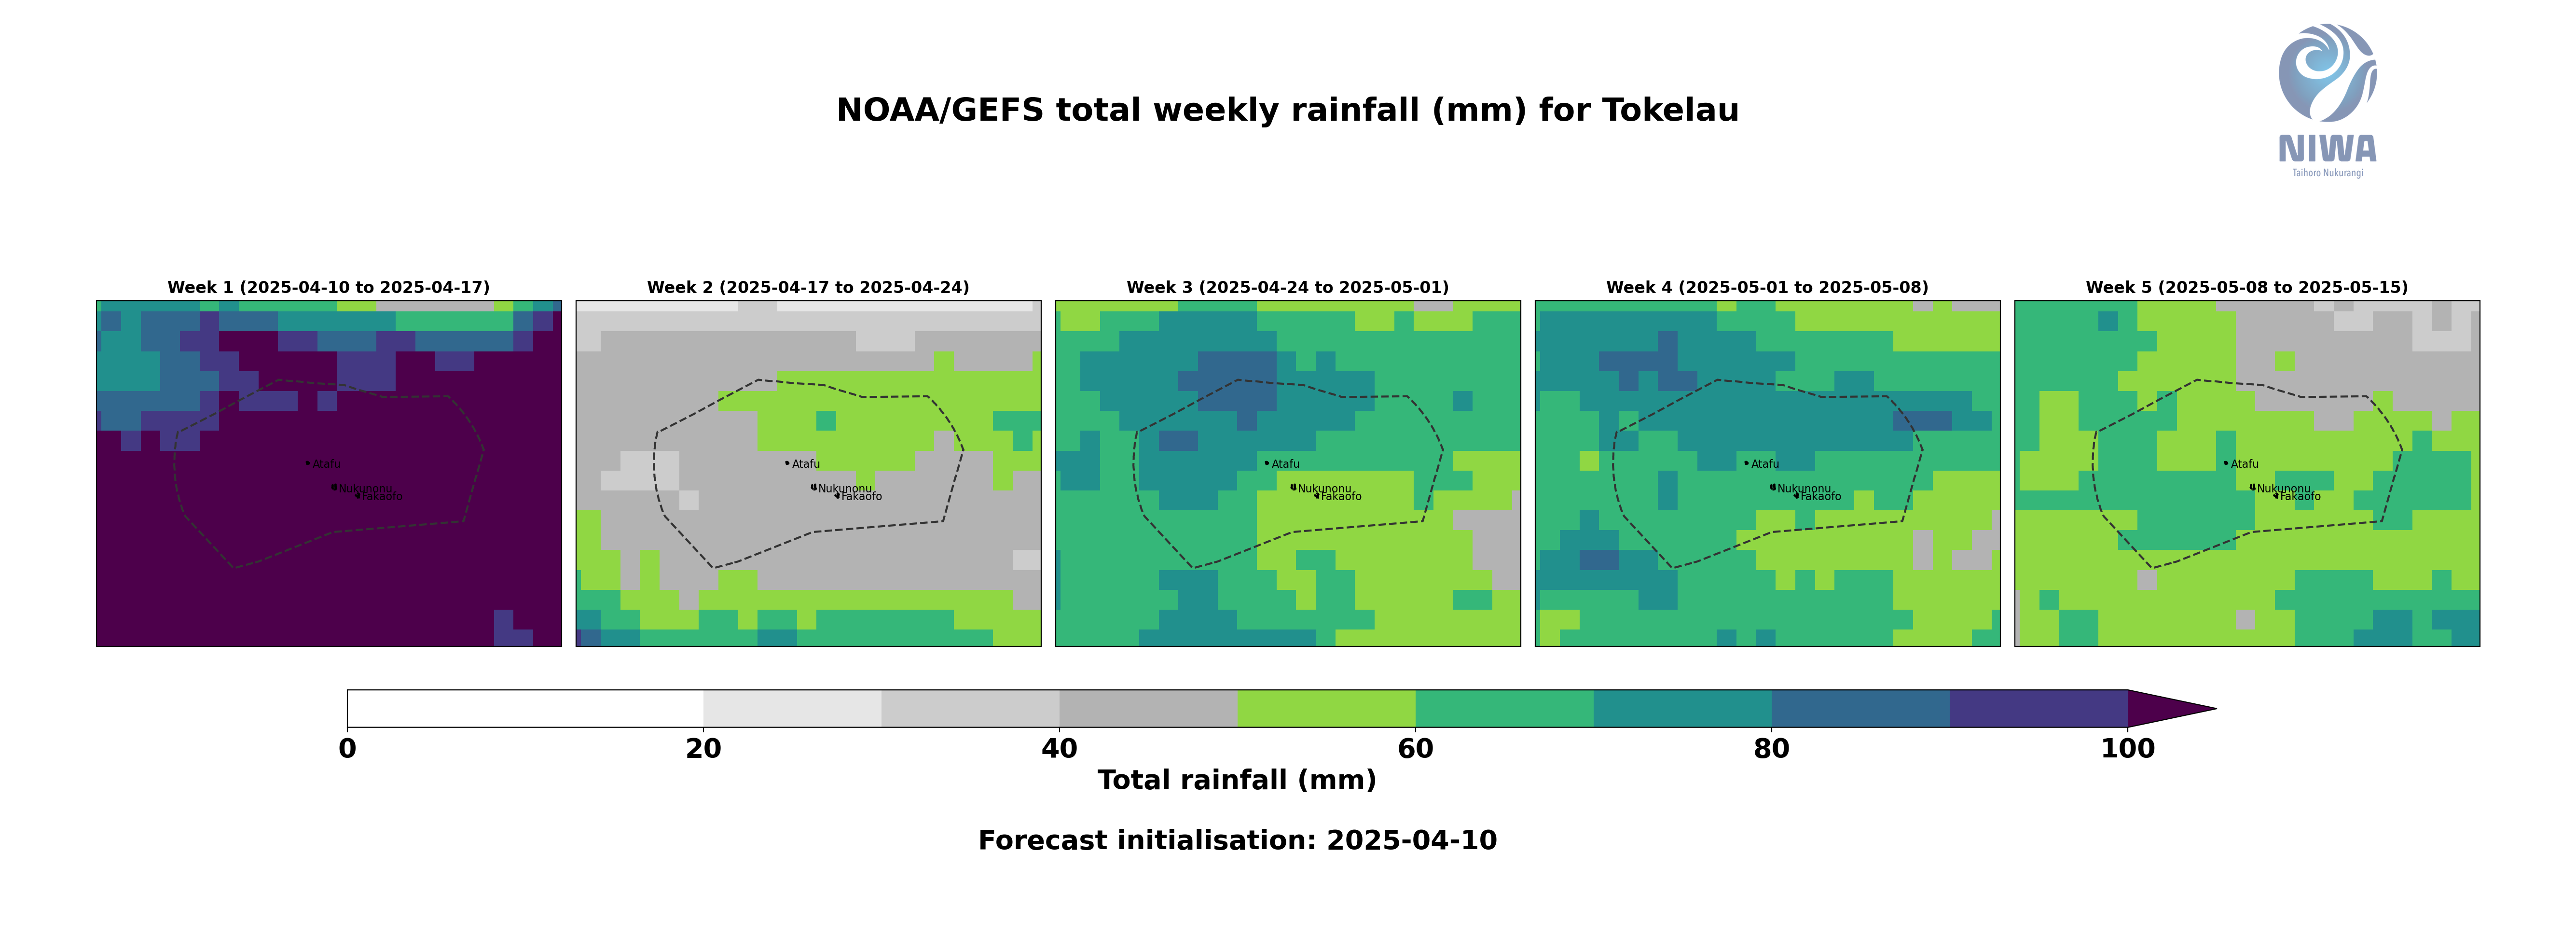 NOAA/GEFS total weekly rainfall (mm) for Tokelau
NIWA
Taihoro Nukurangi
Week 1 (2025-04-10 to 2025-04-17)
Week 2 (2025-04-17 to 2025-04-24)
Week 3 (2025-04-24 to 2025-05-01)
Week 4 (2025-05-01 to 2025-05-08)
Week 5 (2025-05-08 to 2025-05-15)
Atafu
Nukunonu
Fakaofo
Atafu
Nukunonu
Fakaofo
Atafu
Nukunonu
Fakaofo
Atafu
Nukunonu
Fakaofo
Atafu
Nukunonu
Fakaofo
0 20 40 60 80 100
Total rainfall (mm)
Forecast initialisation: 2025-04-10